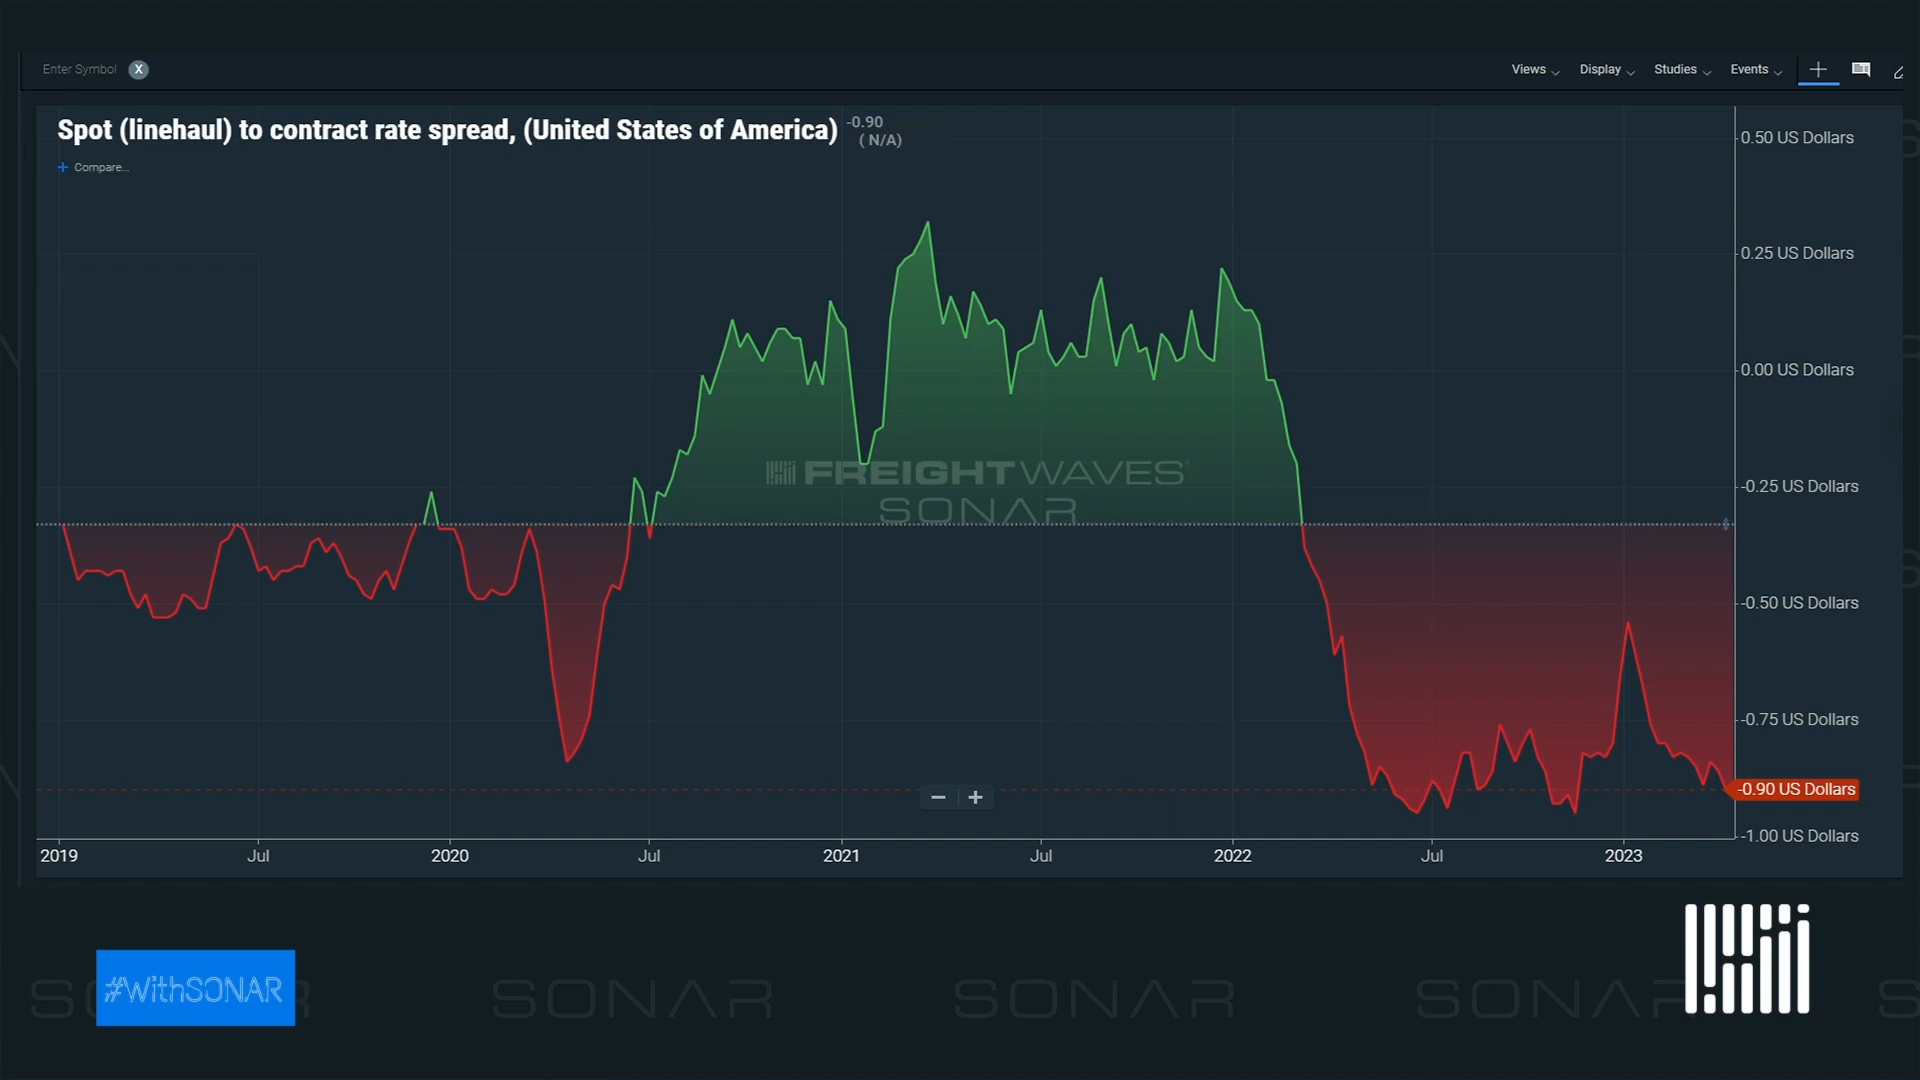 Enter Symbol X
Views Display Studies Events
Spot (linehaul) to contract rate spread, (United States of America) -0.90
( N/A)
+ Compare...
0.50 US Dollars
0.25 US Dollars
0.00 US Dollars
-0.25 US Dollars
-0.50 US Dollars
-0.75 US Dollars
-0.90 US Dollars
-1.00 US Dollars
FREIGHTWAVES
SONAR
2019 Jul 2020 Jul 2021 Jul 2022 Jul 2023
#WithSONAR
SONAR SONAR SONAR